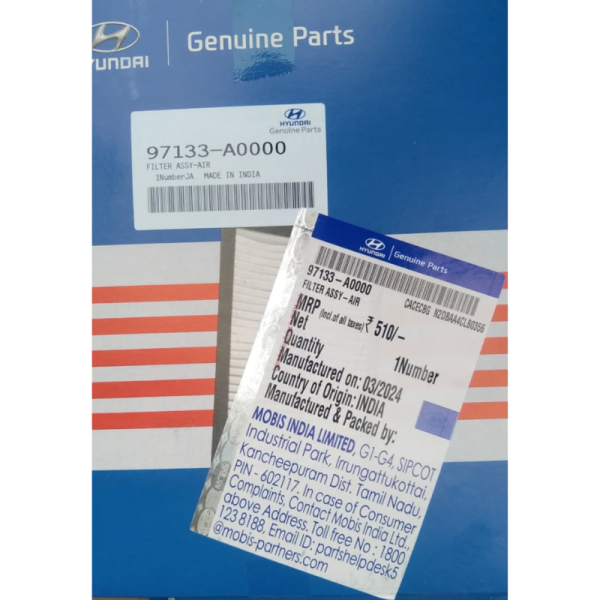 HYUNDAI | Genuine Parts
HYUNDAI
Genuine Parts
97133-A0000
FILTER ASSY-AIR
1NumberJA MADE IN INDIA
HYUNDAI | Genuine Parts
97133-A0000
FILTER ASSY-AIR CACECBG N2DBAA4CLB0356
MRP (incl. of all taxes) ₹ 510/-
Net
Quantity 1Number
Manufactured on: 03/2024
Country of Origin: INDIA
Manufactured & Packed by:
MOBIS INDIA LIMITED, G1-G4, SIPCOT
Industrial Park, Irrungattukottai,
Kancheepuram Dist. Tamil Nadu,
PIN - 602117. In case of Consumer
Complaints, Contact Mobis India Ltd.,
above Address. Toll free No : 1800
123 8188. Email ID: partshelpdesk5
@mobis-partners.com